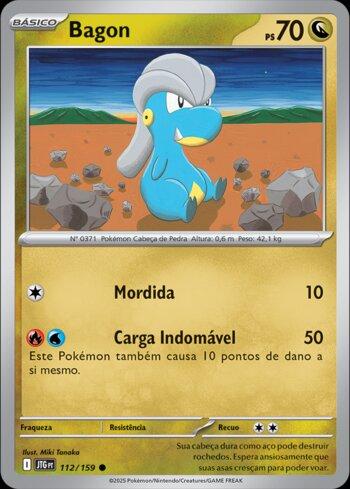 BÁSICO
Bagon
PS 70
Nº 0371 Pokémon Cabeça de Pedra Altura: 0,6 m Peso: 42,1 kg
Mordida 10
Carga Indomável 50
Este Pokémon também causa 10 pontos de dano a
si mesmo.
Fraqueza Resistência Recuo
Ilust. Miki Tanaka
I JTG PT 112/159
Sua cabeça dura como aço pode destruir
rochedos. Espera ansiosamente que
suas asas cresçam para poder voar.
©2025 Pokémon/Nintendo/Creatures/GAME FREAK